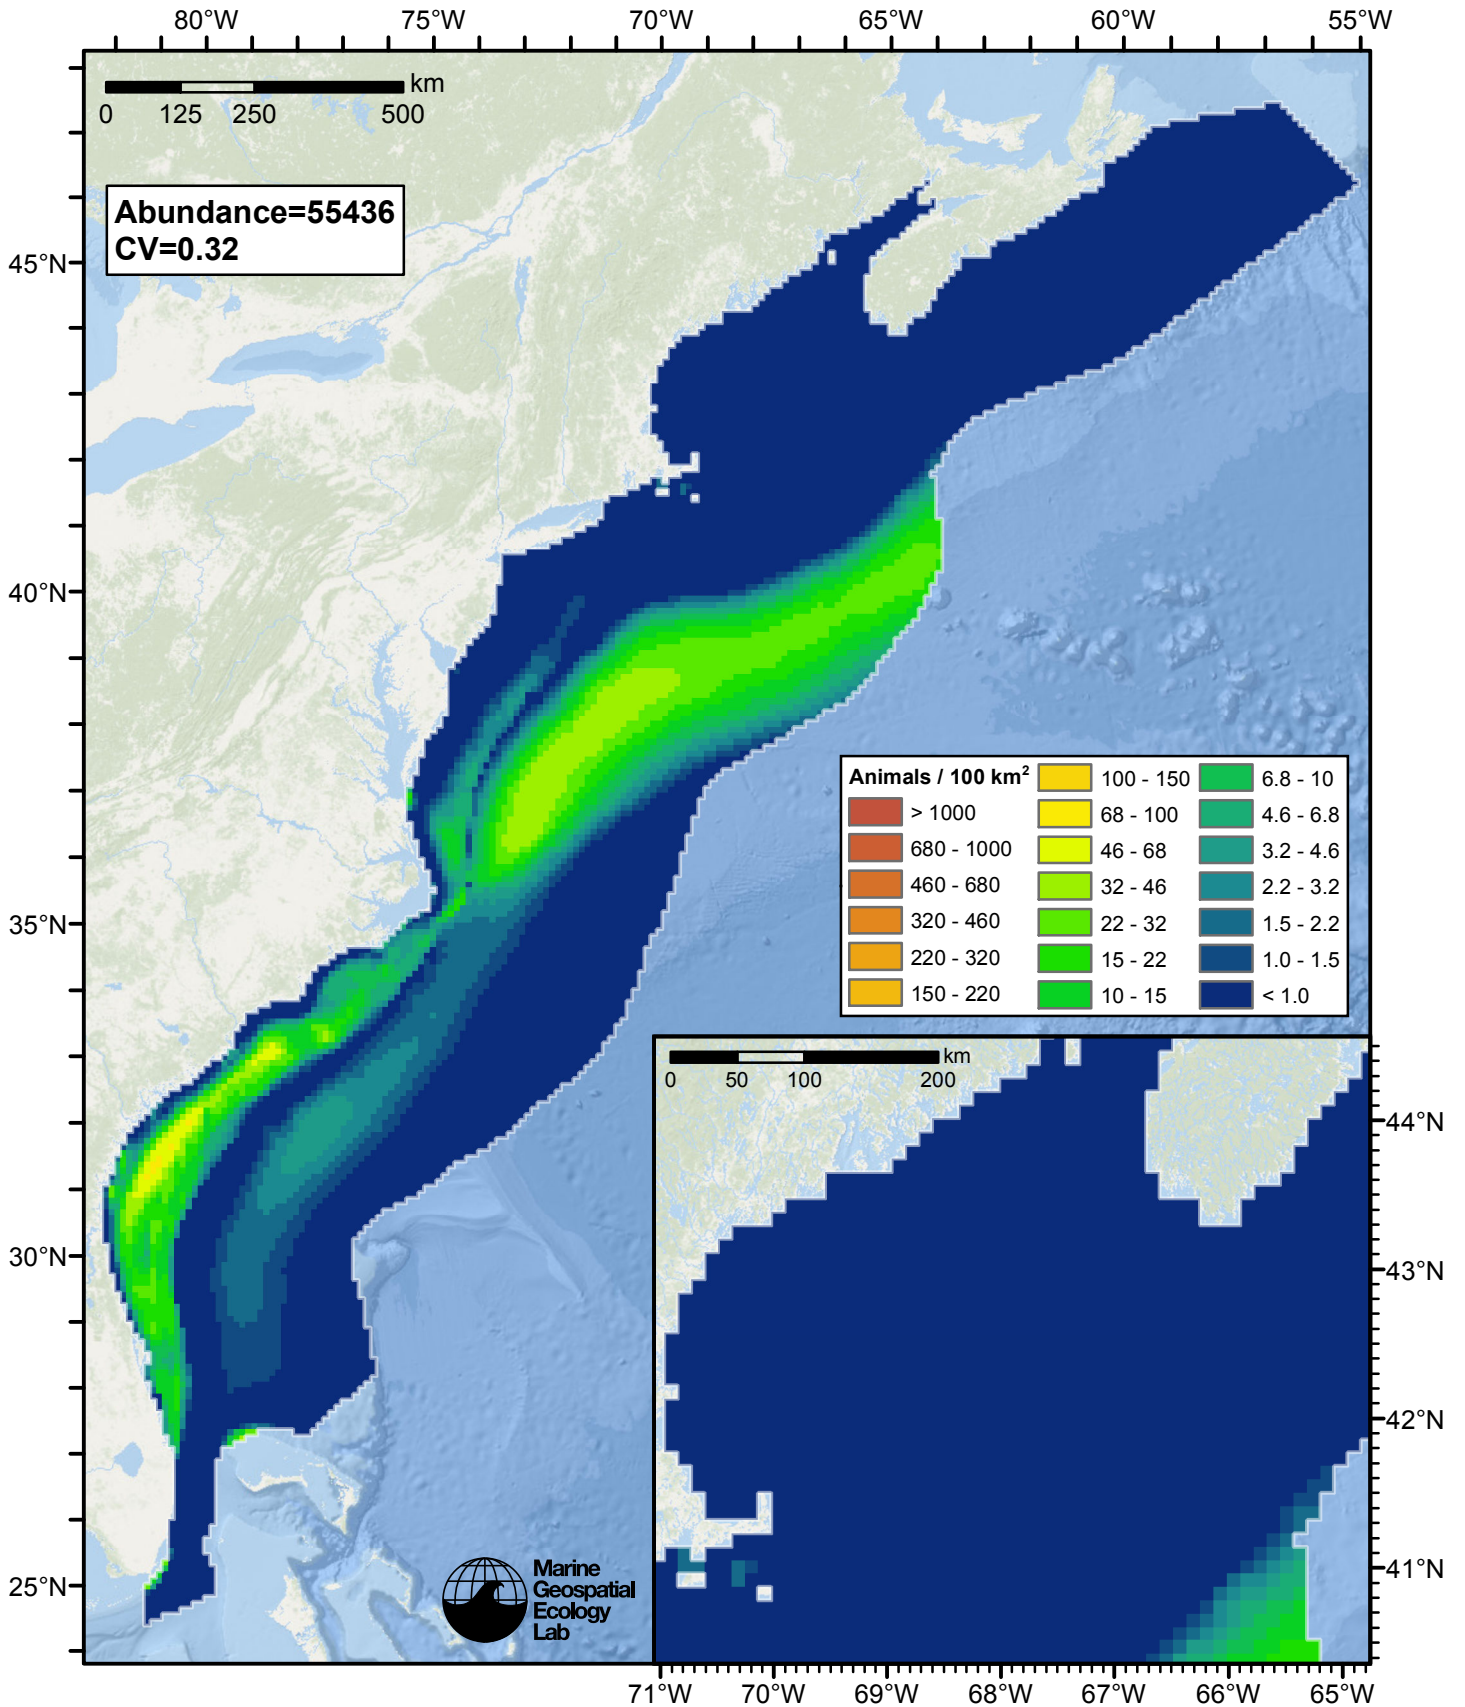 80°W 75°W 70°W 65°W 60°W 55°W
km
0 125 250 500
Abundance=55436
CV=0.32
45°N
40°N
35°N
30°N
25°N
Animals / 100 km²
> 1000
680 - 1000
460 - 680
320 - 460
220 - 320
150 - 220
100 - 150
68 - 100
46 - 68
32 - 46
22 - 32
15 - 22
10 - 15
6.8 - 10
4.6 - 6.8
3.2 - 4.6
2.2 - 3.2
1.5 - 2.2
1.0 - 1.5
< 1.0
km
0 50 100 200
44°N
43°N
42°N
41°N
Marine
Geospatial
Ecology
Lab
71°W 70°W 69°W 68°W 67°W 66°W 65°W